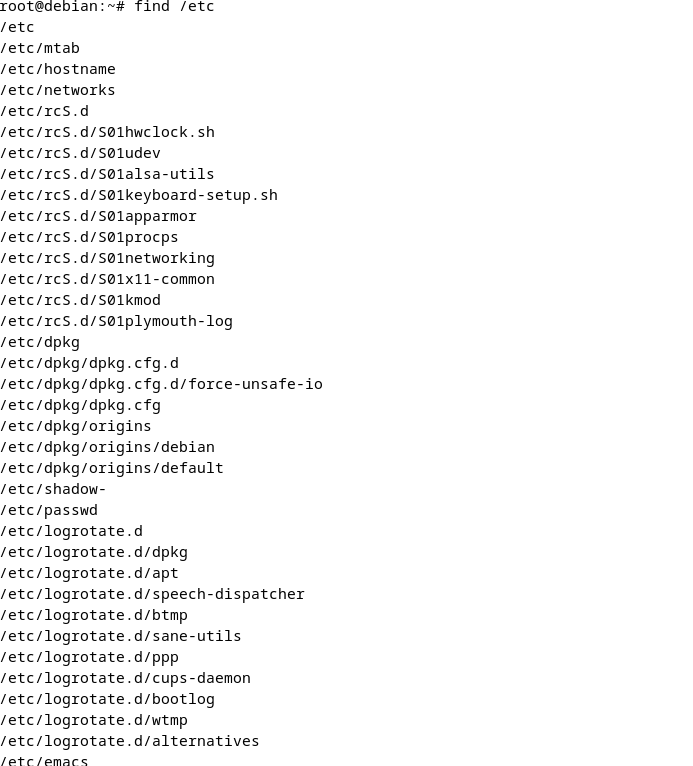 root@debian:~# find /etc
/etc
/etc/mtab
/etc/hostname
/etc/networks
/etc/rcS.d
/etc/rcS.d/S01hwclock.sh
/etc/rcS.d/S01udev
/etc/rcS.d/S01alsa-utils
/etc/rcS.d/S01keyboard-setup.sh
/etc/rcS.d/S01apparmor
/etc/rcS.d/S01procps
/etc/rcS.d/S01networking
/etc/rcS.d/S01x11-common
/etc/rcS.d/S01kmod
/etc/rcS.d/S01plymouth-log
/etc/dpkg
/etc/dpkg/dpkg.cfg.d
/etc/dpkg/dpkg.cfg.d/force-unsafe-io
/etc/dpkg/dpkg.cfg
/etc/dpkg/origins
/etc/dpkg/origins/debian
/etc/dpkg/origins/default
/etc/shadow-
/etc/passwd
/etc/logrotate.d
/etc/logrotate.d/dpkg
/etc/logrotate.d/apt
/etc/logrotate.d/speech-dispatcher
/etc/logrotate.d/btmp
/etc/logrotate.d/sane-utils
/etc/logrotate.d/ppp
/etc/logrotate.d/cups-daemon
/etc/logrotate.d/bootlog
/etc/logrotate.d/wtmp
/etc/logrotate.d/alternatives
/etc/emacs